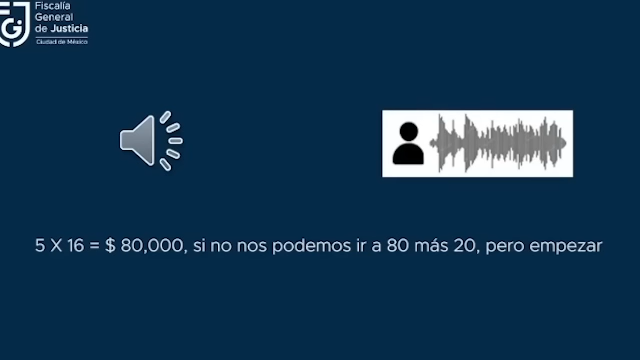 Fiscalía
General
de Justicia
Ciudad de México
5 X 16 = $ 80,000, si no nos podemos ir a 80 más 20, pero empezar